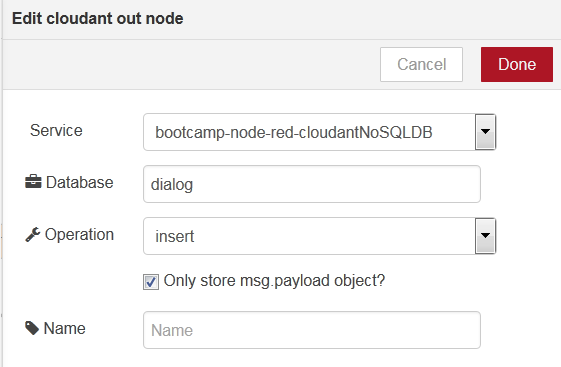 Edit cloudant out node
Cancel Done
Service bootcamp-node-red-cloudantNoSQLDB
Database dialog
Operation insert
Only store msg.payload object?
Name Name